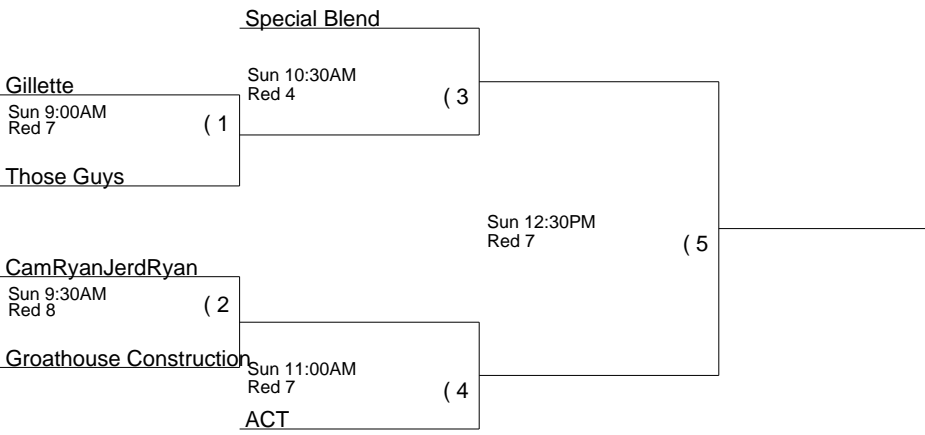 Special Blend
Sun 10:30AM
Red 4
( 3
Gillette
Sun 9:00AM
Red 7
( 1
Those Guys
Sun 12:30PM
Red 7
( 5
CamRyanJerdRyan
Sun 9:30AM
Red 8
( 2
Groathouse Construction
Sun 11:00AM
Red 7
( 4
ACT